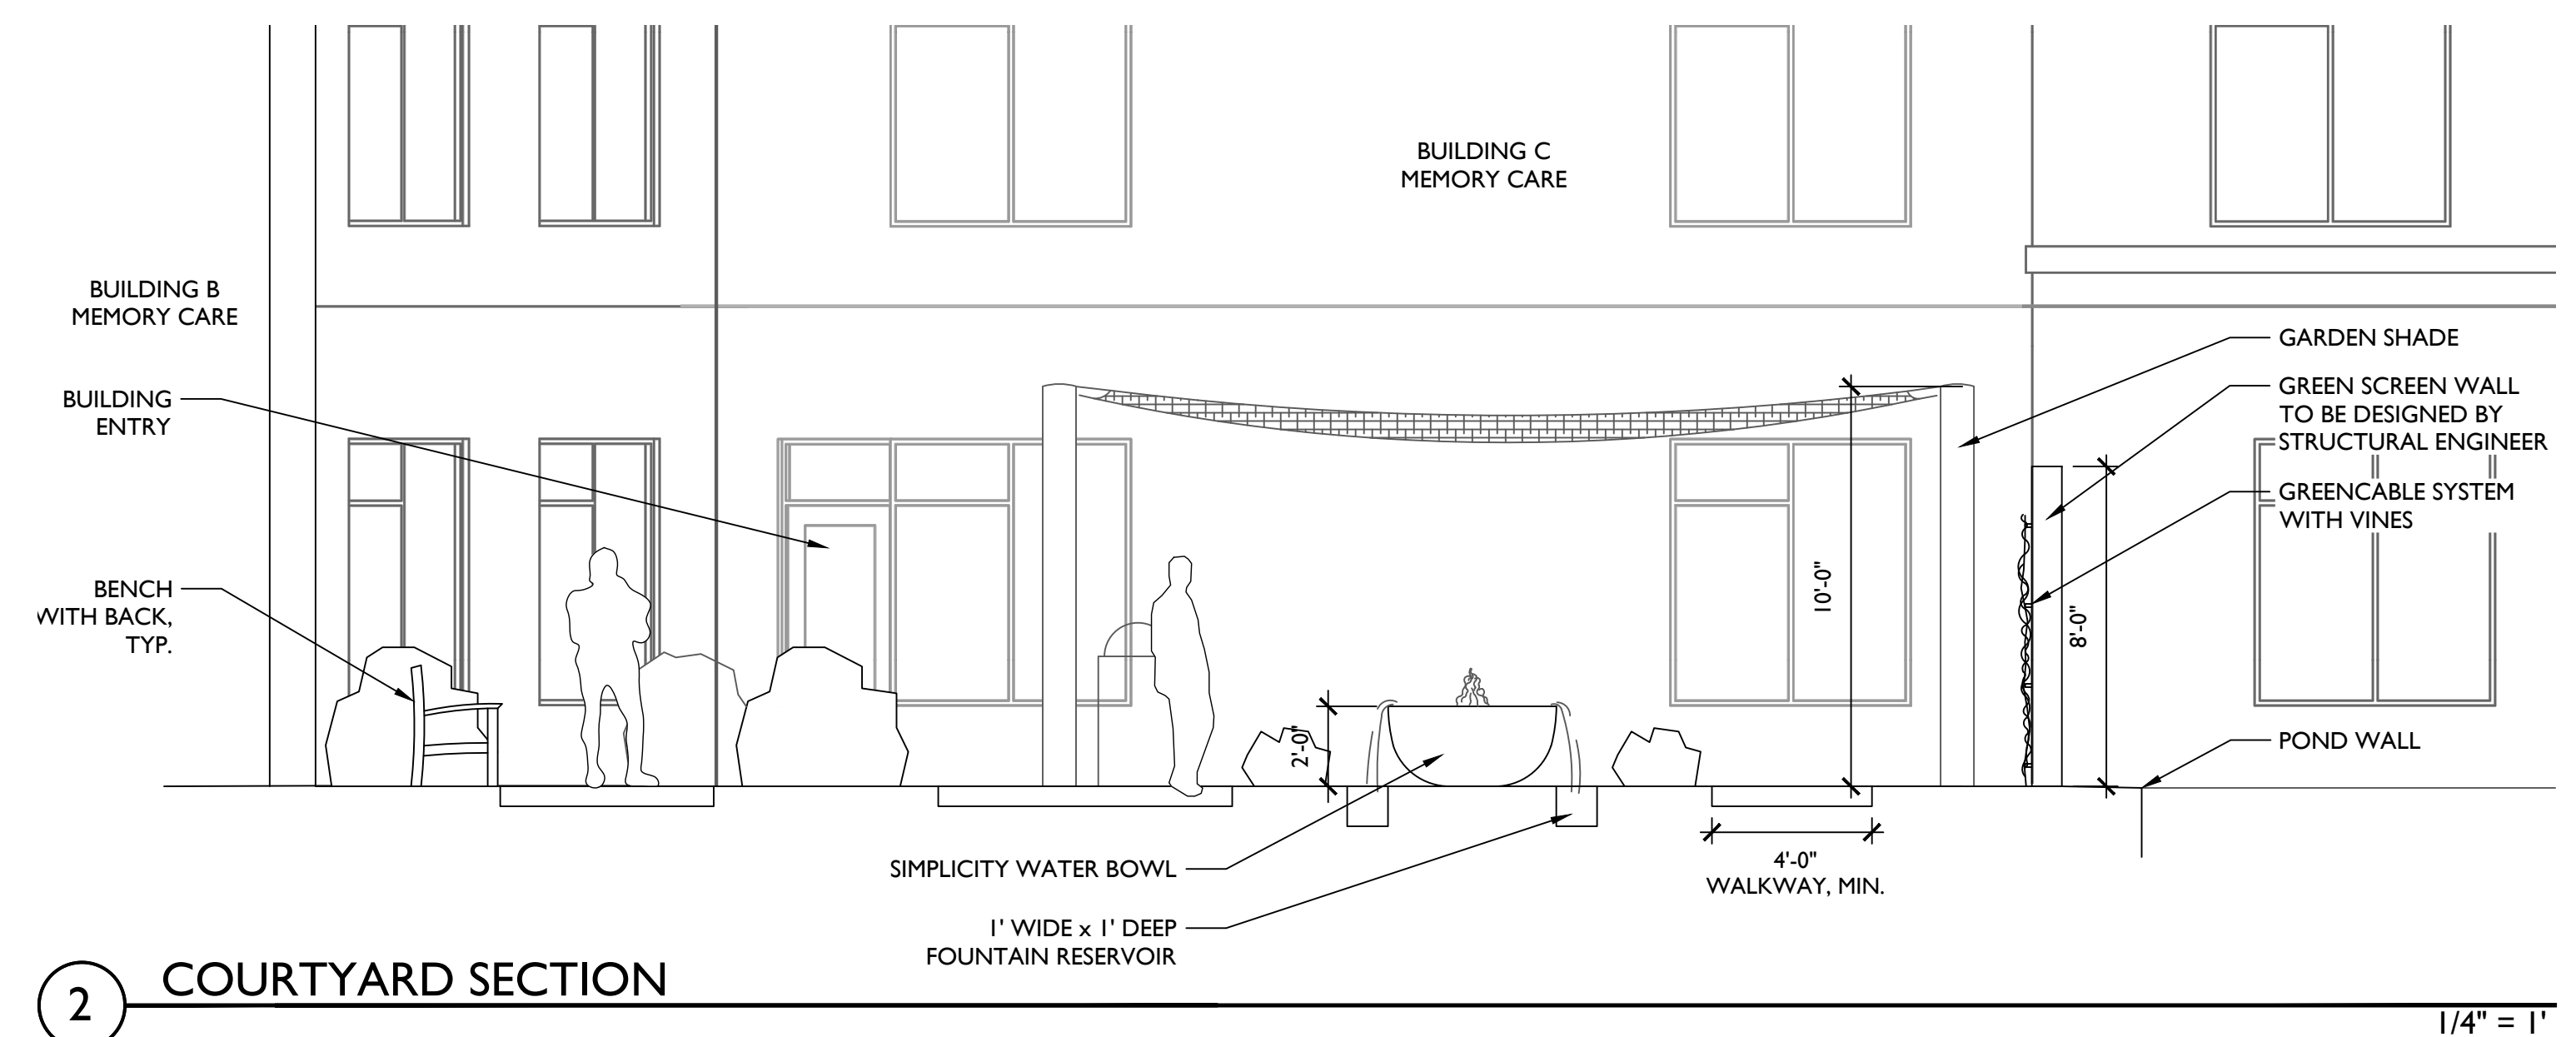 BUILDING C
MEMORY CARE
BUILDING B
MEMORY CARE
BUILDING
ENTRY
BENCH
WITH BACK,
TYP.
GARDEN SHADE
GREEN SCREEN WALL
TO BE DESIGNED BY
STRUCTURAL ENGINEER
GREENCABLE SYSTEM
WITH VINES
10'-0"
8'-0"
2'-0"
POND WALL
4'-0"
WALKWAY, MIN.
SIMPLICITY WATER BOWL
1' WIDE x 1' DEEP
FOUNTAIN RESERVOIR
2
COURTYARD SECTION
1/4" = 1'